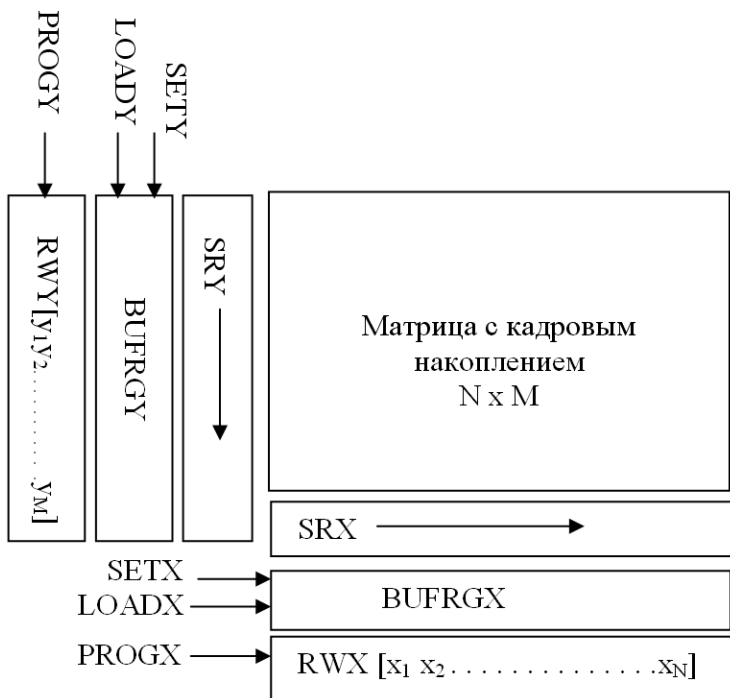 PROGY
LOADY
SETY
RWY[y1y2. . . . . . . . . . .yM]
BUFRGY
SRY
Матрица с кадровым
накоплением
N x M
SRX
SETX
LOADX
BUFRGX
PROGX
RWX [x1 x2 . . . . . . . . . . . . . . .xN]